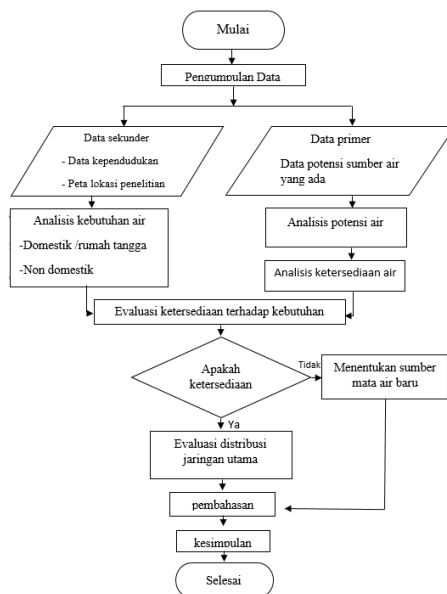 Mulai
Pengumpulan Data
Data sekunder
- Data kependudukan
- Peta lokasi penelitian
Data primer
Data potensi sumber air
yang ada
Analisis kebutuhan air
-Domestik /rumah tangga
-Non domestik
Analisis potensi air
Analisis ketersediaan air
Evaluasi ketersediaan terhadap kebutuhan
Apakah
ketersediaan
Tidak
Menentukan sumber
mata air baru
Ya
Evaluasi distribusi
jaringan utama
pembahasan
kesimpulan
Selesai